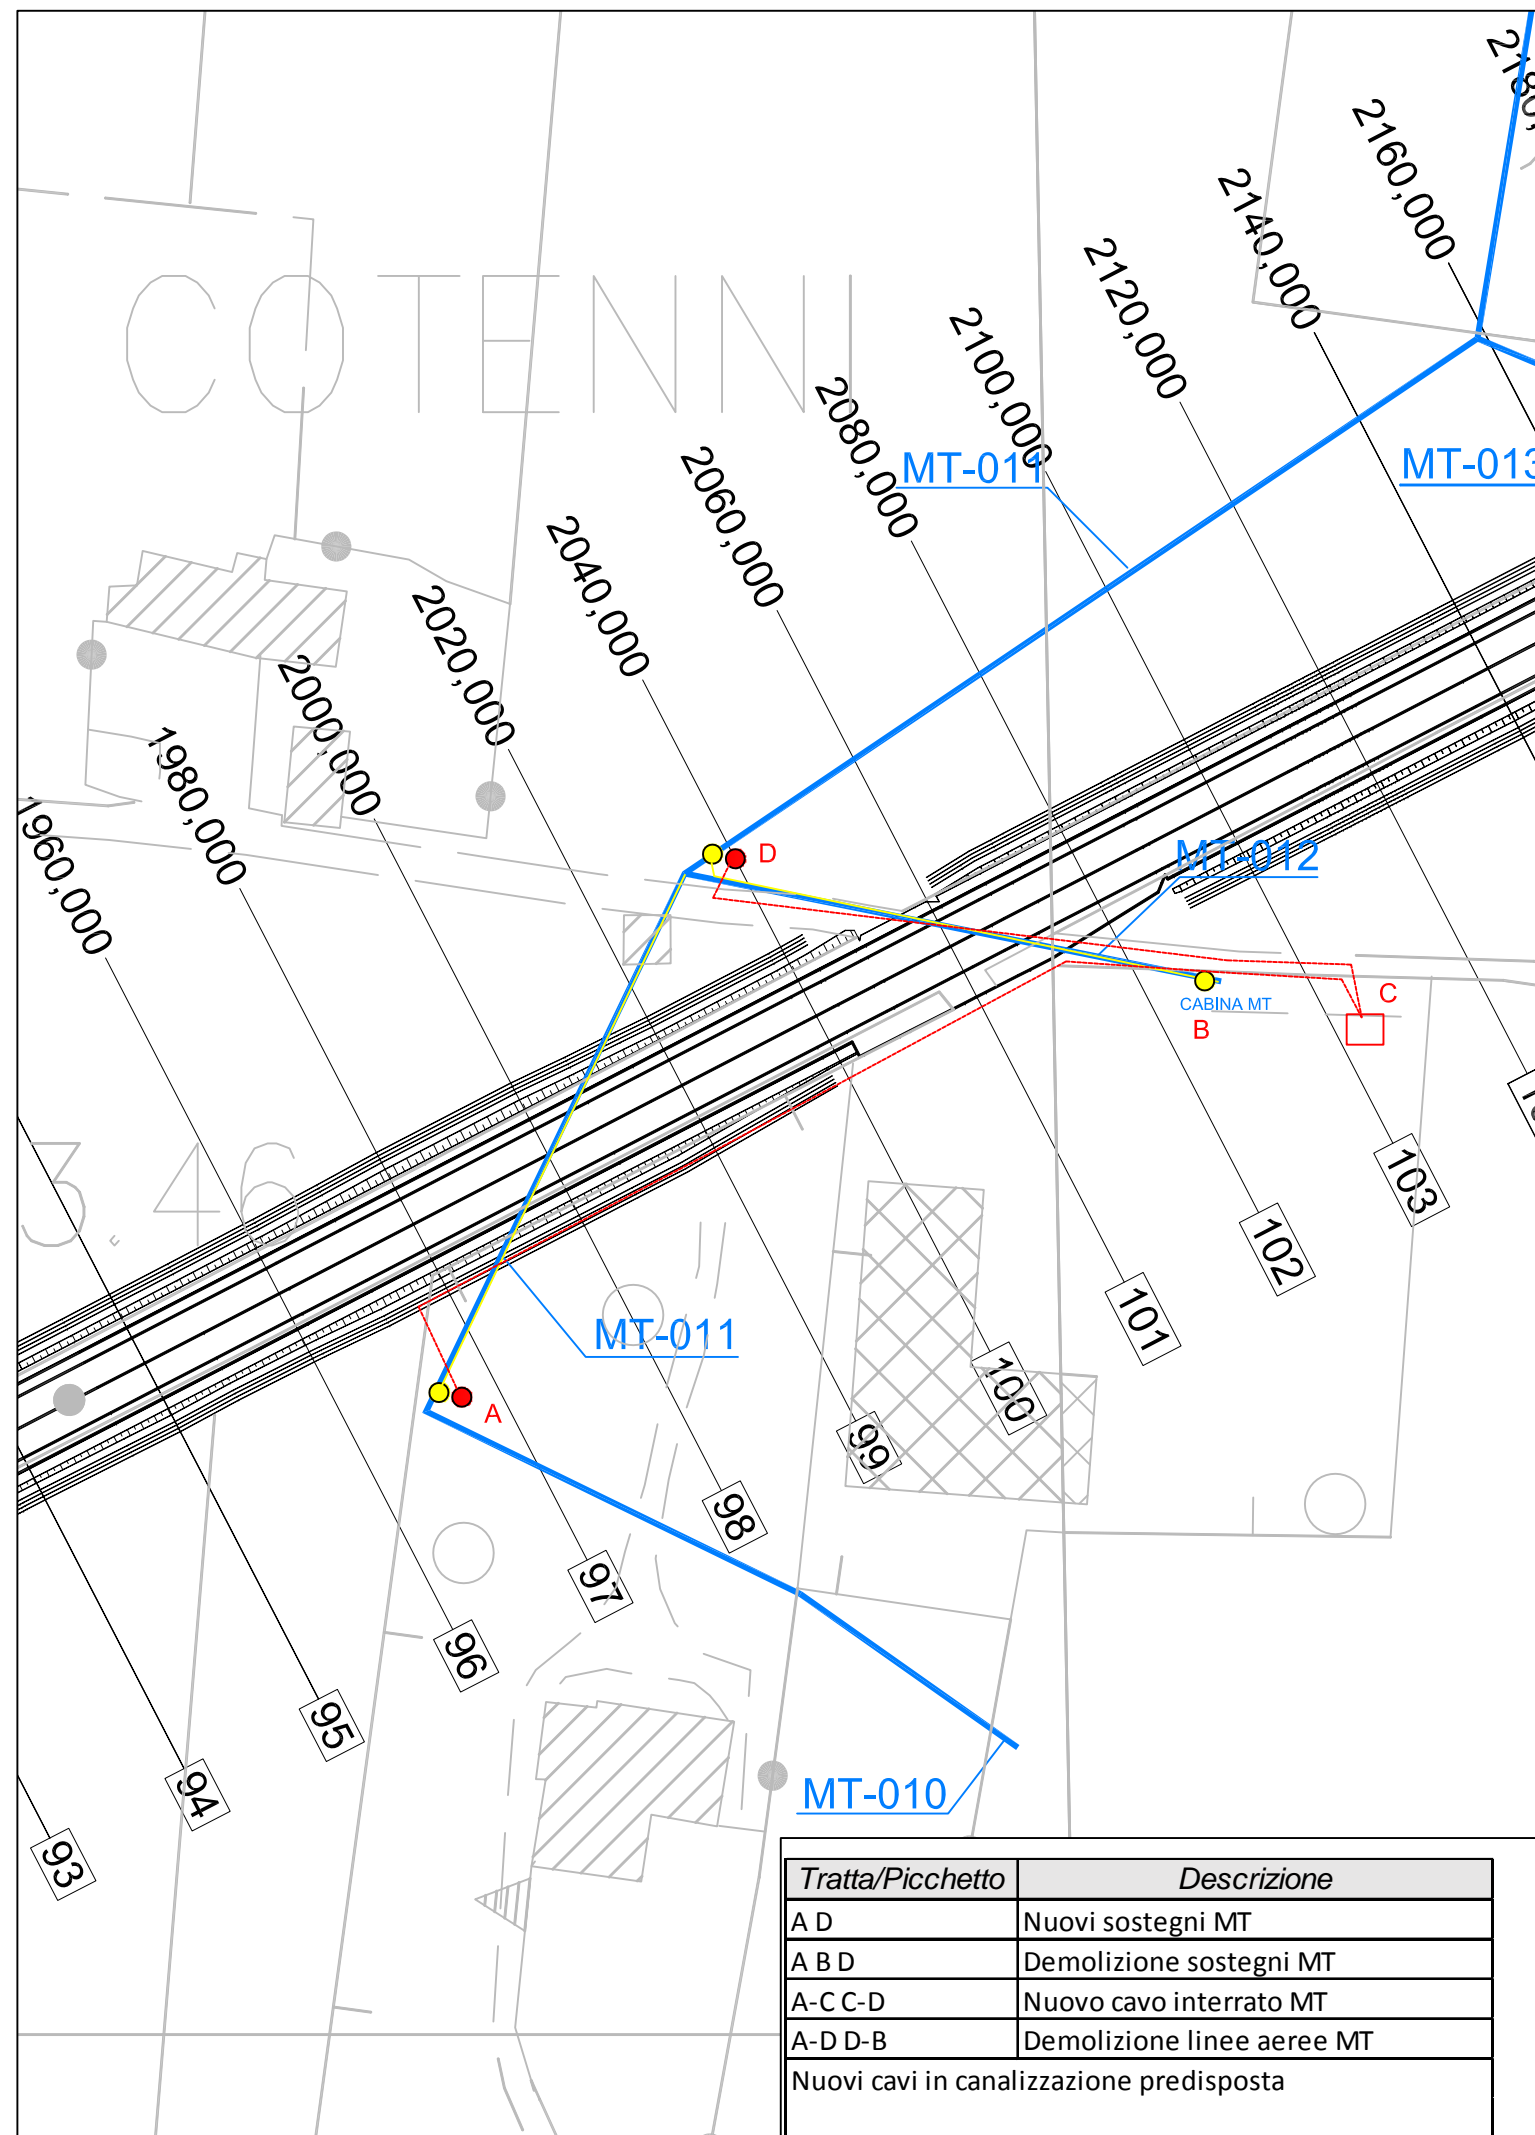 2180,
2160,000
2140,000
2120,000
2100,000
2080,000
2060,000
2040,000
2020,000
2000,000
1980,000
1960,000
COTENNI
MT-011
MT-013
MT-012
D
CABINA MT
B
C
3.46
MT-011
A
MT-010
103
102
101
100
99
98
97
96
95
94
93
Tratta/Picchetto Descrizione
A D Nuovi sostegni MT
A B D Demolizione sostegni MT
A-C C-D Nuovo cavo interrato MT
A-D D-B Demolizione linee aeree MT
Nuovi cavi in canalizzazione predisposta